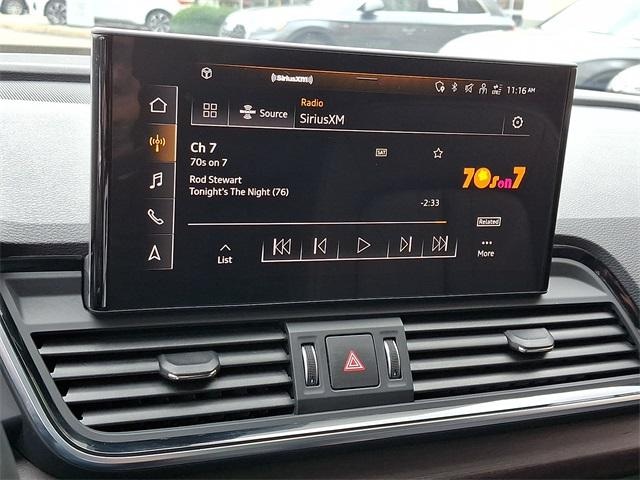 ((SiriusXM))
LTE
11:16 AM
Source
Radio
SiriusXM
Ch 7
70s on 7
SAT
70s on 7
Rod Stewart
Tonight's The Night (76)
-2:33
List
Related
More